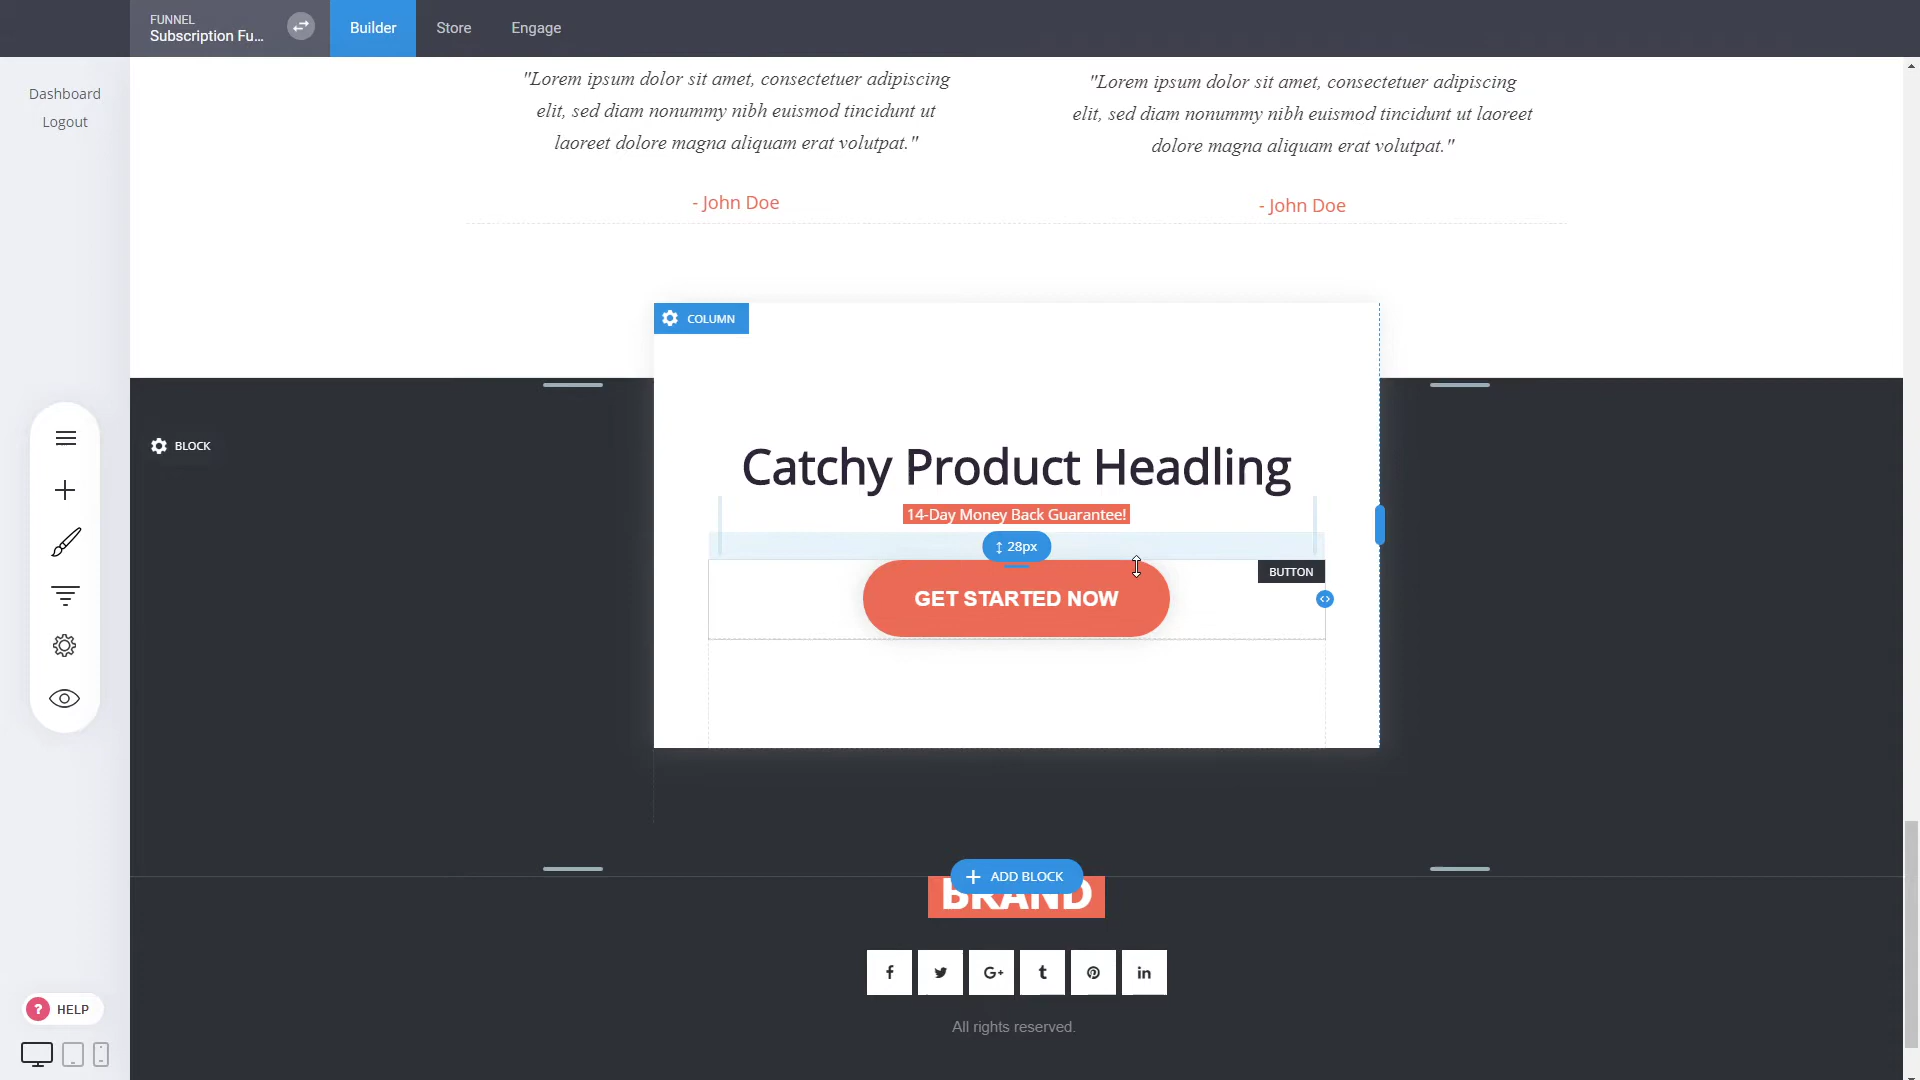 FUNNEL
Subscription Fu...
Builder
Store
Engage
Dashboard
Logout
"Lorem ipsum dolor sit amet, consectetuer adipiscing
elit, sed diam nonummy nibh euismod tincidunt ut
laoreet dolore magna aliquam erat volutpat."
- John Doe
"Lorem ipsum dolor sit amet, consectetuer adipiscing
elit, sed diam nonummy nibh euismod tincidunt ut laoreet
dolore magna aliquam erat volutpat."
- John Doe
COLUMN
BLOCK
Catchy Product Headling
14-Day Money Back Guarantee!
28px
BUTTON
GET STARTED NOW
ADD BLOCK
BRAND
f
G+
t
in
All rights reserved.
? HELP